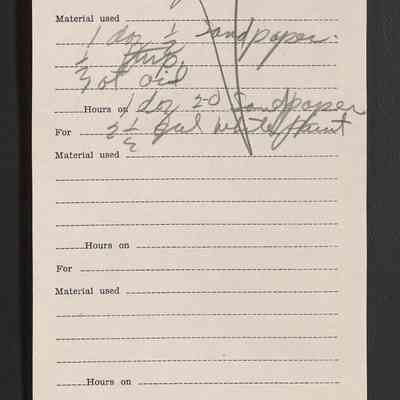 Material used
1 doz 1/2 Sandpaper.
1/2 Turp.
3 qt oil
Hours on 1 doz 2-0 Sandpaper
For 2 1/2 gal White Paint
Material used
Hours on
For
Material used
Hours on